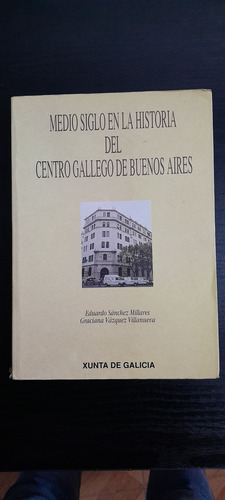 MEDIO SIGLO EN LA HISTORIA
DEL
CENTRO GALLEGO DE BUENOS AIRES
Eduardo Sánchez Millares
Graciana Vázquez Villanueva
XUNTA DE GALICIA